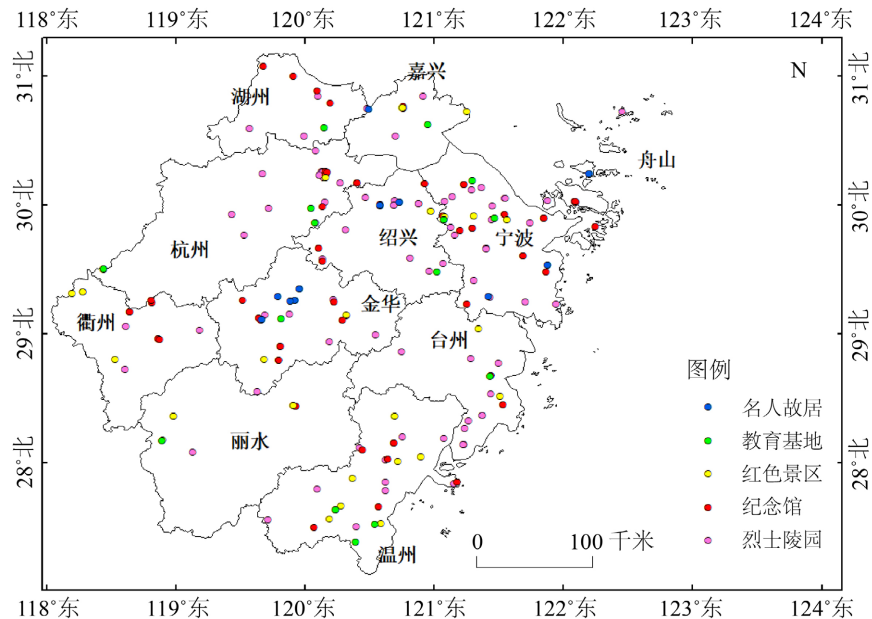 118°东 119°东 120°东 121°东 122°东 123°东 124°东
31°北 31°北
N
嘉兴
湖州
舟山
30°北 30°北
杭州 绍兴 宁波
金华
衢州
台州
29°北 29°北
图例
名人故居
丽水
教育基地
28°北 28°北
红色景区
纪念馆
烈士陵园
温州
0 100 千米
118°东 119°东 120°东 121°东 122°东 123°东 124°东